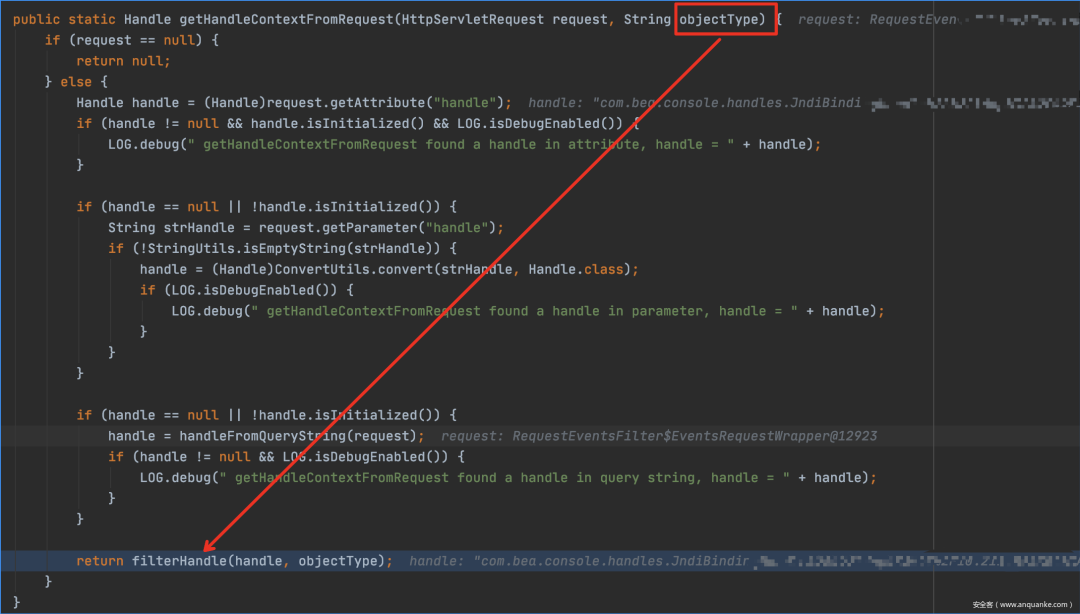 public static Handle getHandleContextFromRequest(HttpServletRequest request, String objectType) {  request: RequestEven
if (request == null) {
return null;
} else {
Handle handle = (Handle)request.getAttribute("handle");  handle: "com.bea.console.handles.JndiBindi
if (handle != null && handle.isInitialized() && LOG.isDebugEnabled()) {
LOG.debug(" getHandleContextFromRequest found a handle in attribute, handle = " + handle);
}
if (handle == null || !handle.isInitialized()) {
String strHandle = request.getParameter("handle");
if (!StringUtils.isEmptyString(strHandle)) {
handle = (Handle)ConvertUtils.convert(strHandle, Handle.class);
if (LOG.isDebugEnabled()) {
LOG.debug(" getHandleContextFromRequest found a handle in parameter, handle = " + handle);
}
}
}
if (handle == null || !handle.isInitialized()) {
handle = handleFromQueryString(request);  request: RequestEventsFilter$EventsRequestWrapper@12923
if (handle != null && LOG.isDebugEnabled()) {
LOG.debug(" getHandleContextFromRequest found a handle in query string, handle = " + handle);
}
}
return filterHandle(handle, objectType);  handle: "com.bea.console.handles.JndiBindir
}
}
安全客（www.anquanke.com）